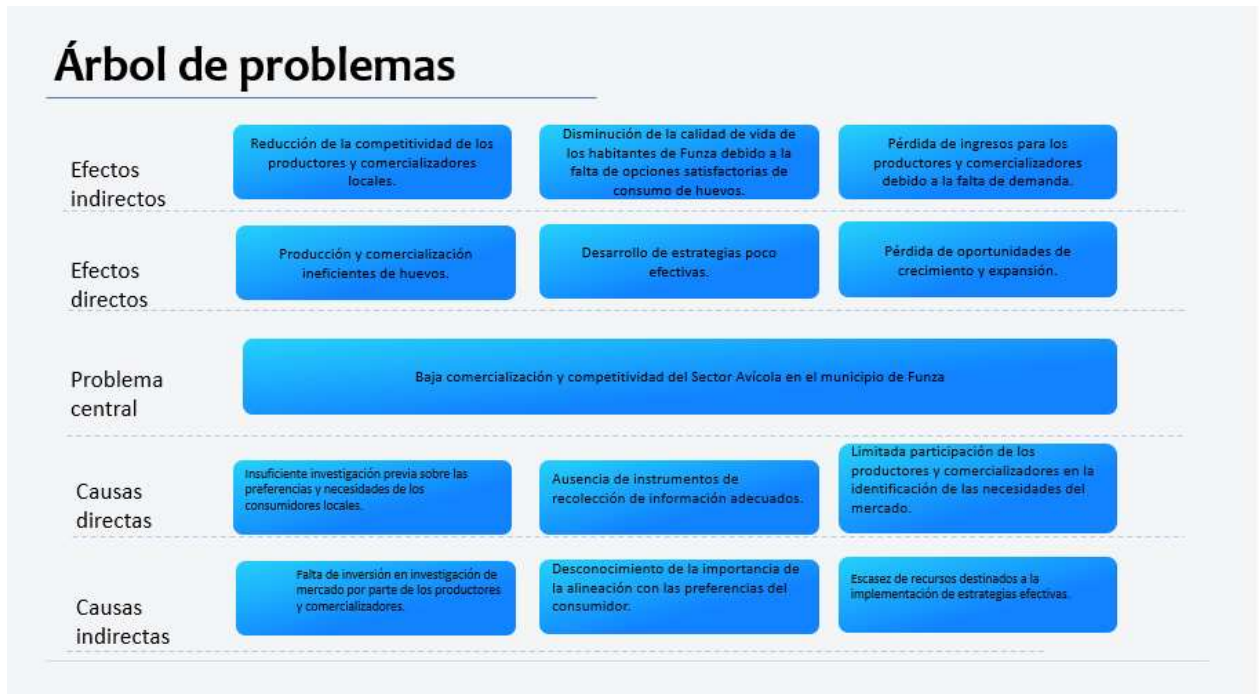 Árbol de problemas
Efectos
indirectos
Reducción de la competitividad de los
productores y comercializadores
locales.
Disminución de la calidad de vida de
los habitantes de Funza debido a la
falta de opciones satisfactorias de
consumo de huevos.
Pérdida de ingresos para los
productores y comercializadores
debido a la falta de demanda.
Efectos
directos
Producción y comercialización
ineficientes de huevos.
Desarrollo de estrategias poco
efectivas.
Pérdida de oportunidades de
crecimiento y expansión.
Problema
central
Baja comercialización y competitividad del Sector Avícola en el municipio de Funza
Causas
directas
Insuficiente investigación previa sobre las
preferencias y necesidades de los
consumidores locales.
Ausencia de instrumentos de
recolección de información adecuados.
Limitada participación de los
productores y comercializadores en la
identificación de las necesidades del
mercado.
Causas
indirectas
Falta de inversión en investigación de
mercado por parte de los productores
y comercializadores.
Desconocimiento de la importancia de
la alineación con las preferencias del
consumidor.
Escasez de recursos destinados a la
implementación de estrategias efectivas.